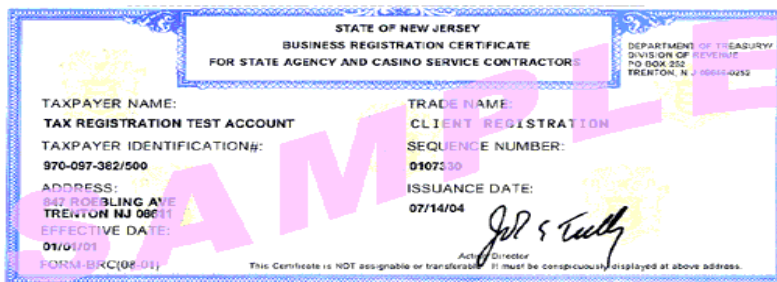 STATE OF NEW JERSEY
BUSINESS REGISTRATION CERTIFICATE
FOR STATE AGENCY AND CASINO SERVICE CONTRACTORS
DEPARTMENT OF TREASURY/
DIVISION OF REVENUE
PO BOX 252
TRENTON, N J 08646-0252
TAXPAYER NAME:
TAX REGISTRATION TEST ACCOUNT
TRADE NAME:
CLIENT REGISTRATION
TAXPAYER IDENTIFICATION#:
970-097-382/500
SEQUENCE NUMBER:
0107330
ADDRESS:
847 ROEBLING AVE
TRENTON NJ 08611
ISSUANCE DATE:
07/14/04
EFFECTIVE DATE:
01/01/01
Acting Director
FORM-BRC(08-01)
This Certificate is NOT assignable or transferable. It must be conspicuously displayed at above address.
SAMPLE